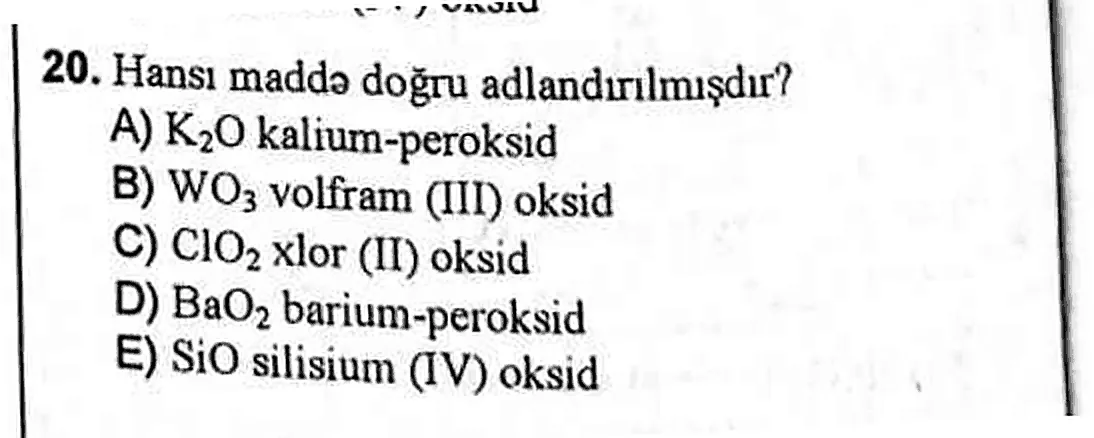 20. Hansı maddə doğru adlandırılmışdır?
A) K₂O kalium-peroksid
B) WO₃ volfram (III) oksid
C) ClO₂ xlor (II) oksid
D) BaO₂ barium-peroksid
E) SiO silisium (IV) oksid